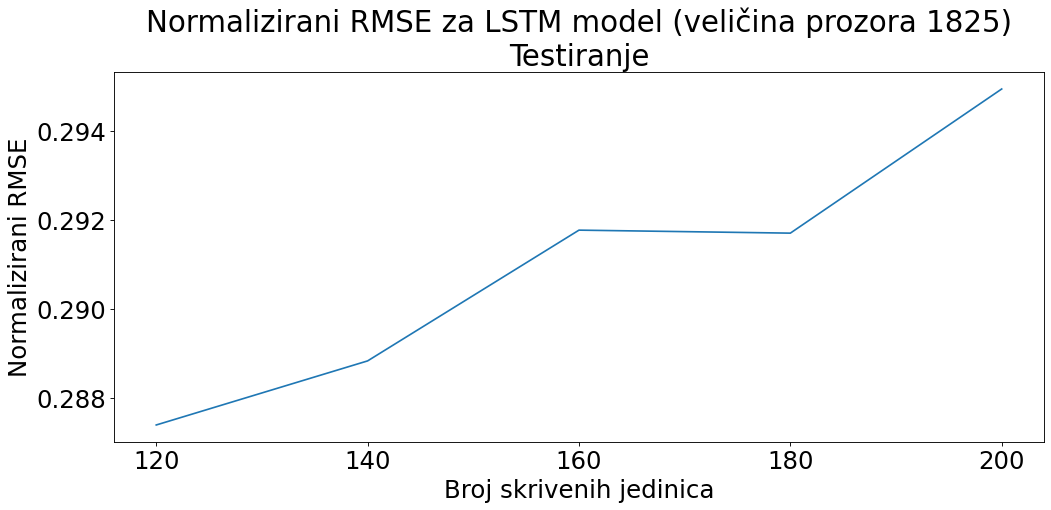 Normalizirani RMSE za LSTM model (veličina prozora 1825)
Testiranje
Normalizirani RMSE
0.294
0.292
0.290
0.288
120 140 160 180 200
Broj skrivenih jedinica